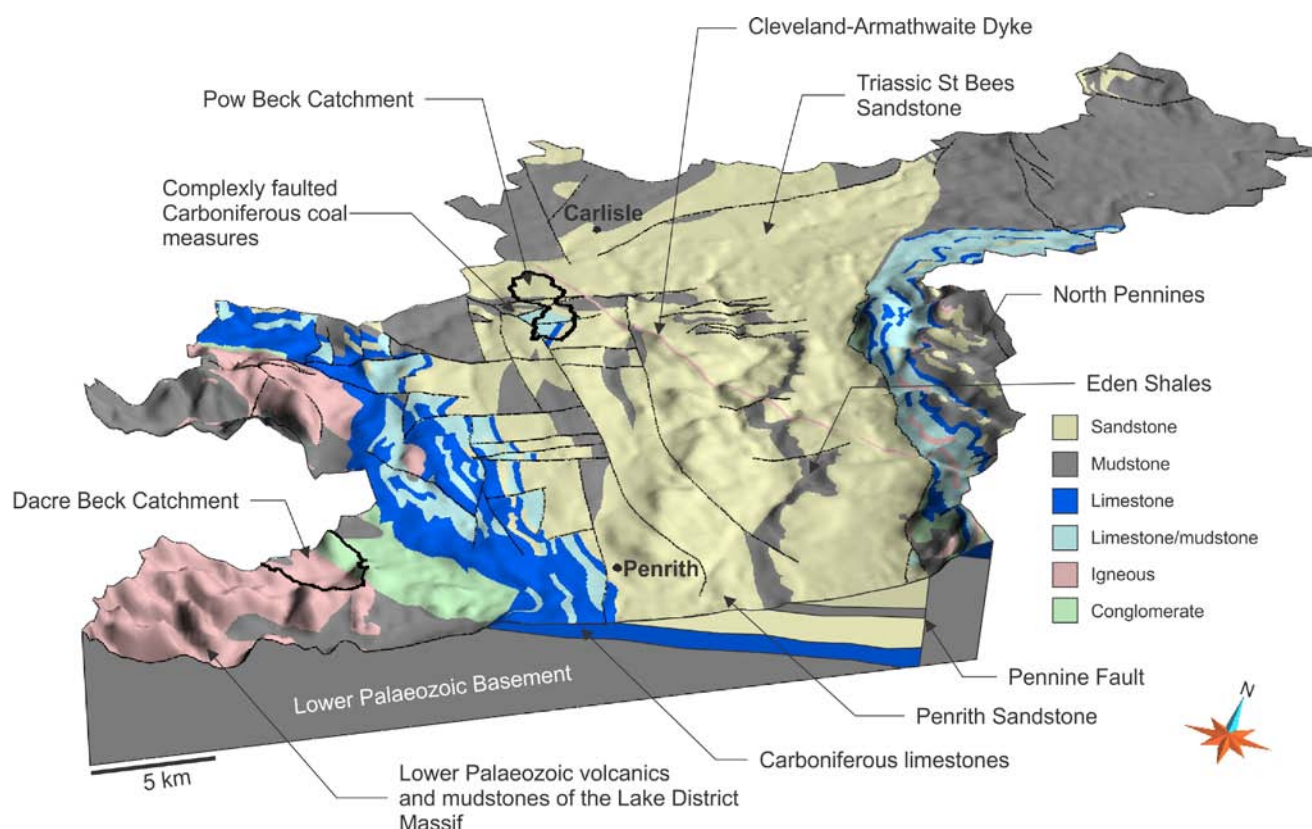 Cleveland-Armathwaite Dyke
Pow Beck Catchment
Triassic St Bees
Sandstone
Complexly faulted
Carboniferous coal
measures
Carlisle
North Pennines
Eden Shales
Sandstone
Mudstone
Limestone
Limestone/mudstone
Igneous
Conglomerate
Dacre Beck Catchment
Penrith
Lower Palaeozoic Basement
Pennine Fault
Penrith Sandstone
Carboniferous limestones
Lower Palaeozoic volcanics
and mudstones of the Lake District
Massif
5 km
N